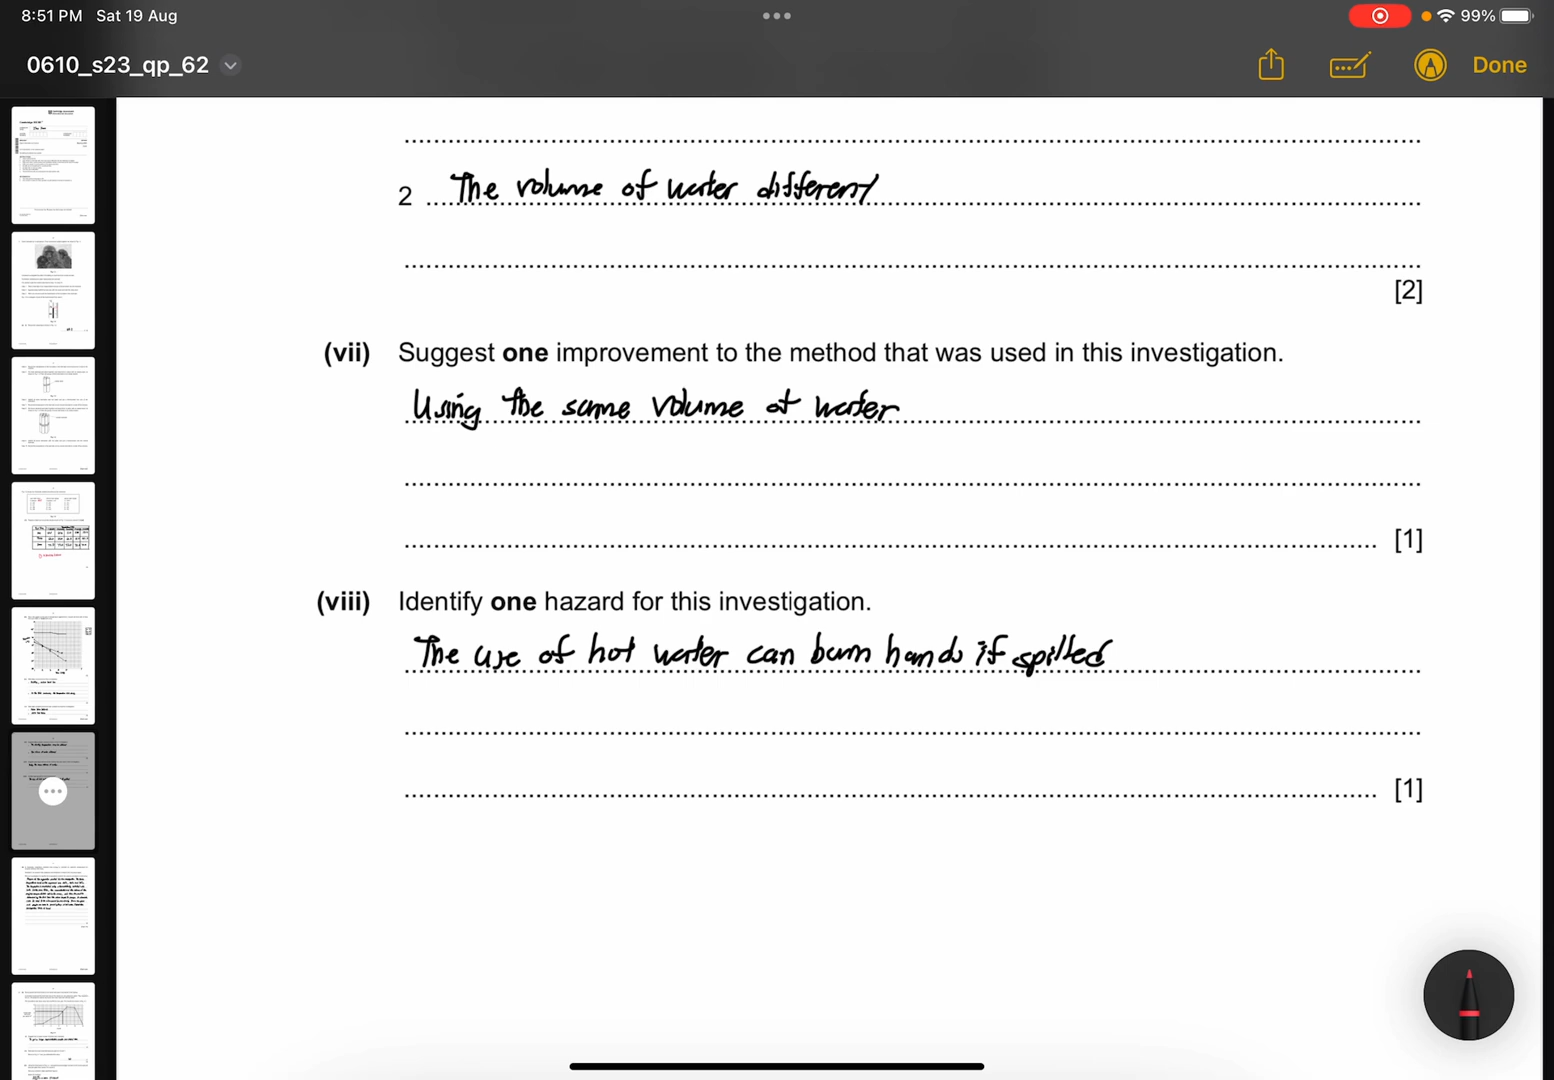 8:51 PM Sat 19 Aug
99%
0610_s23_qp_62
Done
2 The volume of water different
[2]
(vii) Suggest one improvement to the method that was used in this investigation.
Using the same volume of water
[1]
(viii) Identify one hazard for this investigation.
The use of hot water can burn hands if spilled
[1]